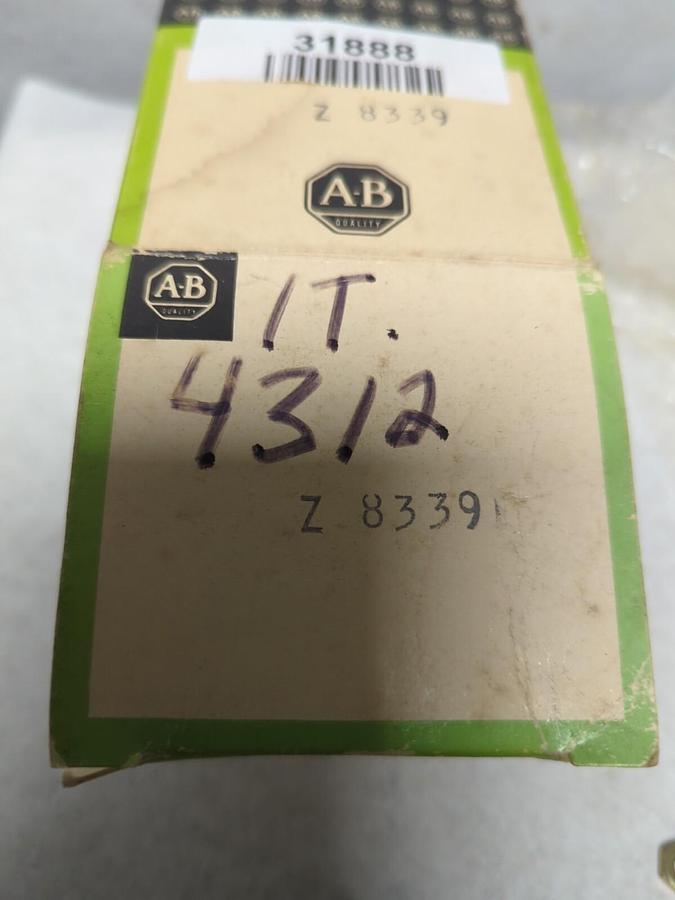 31888
Z 8339
A-B
QUALITY
A-B
QUALITY
IT.
4312
Z 8339